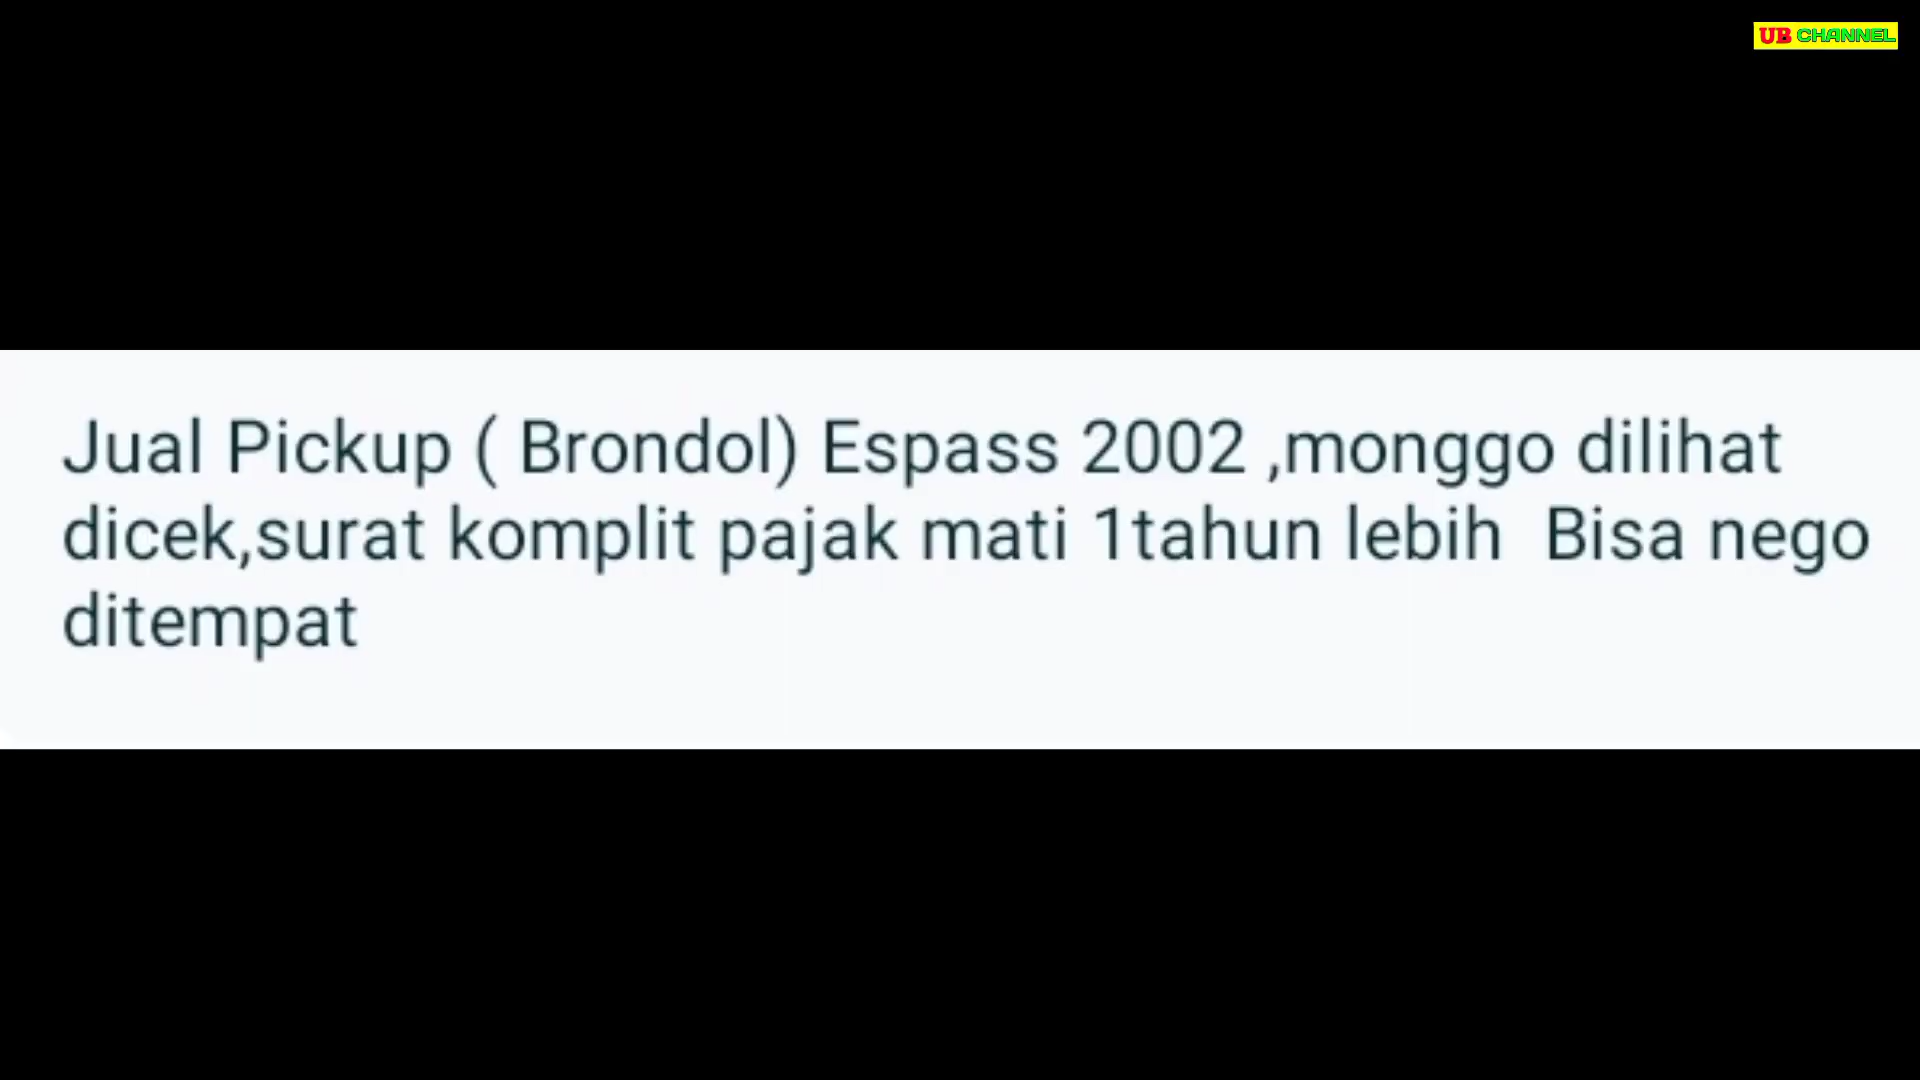 UB CHANNEL
Jual Pickup ( Brondol) Espass 2002 ,monggo dilihat
dicek,surat komplit pajak mati 1tahun lebih  Bisa nego
ditempat